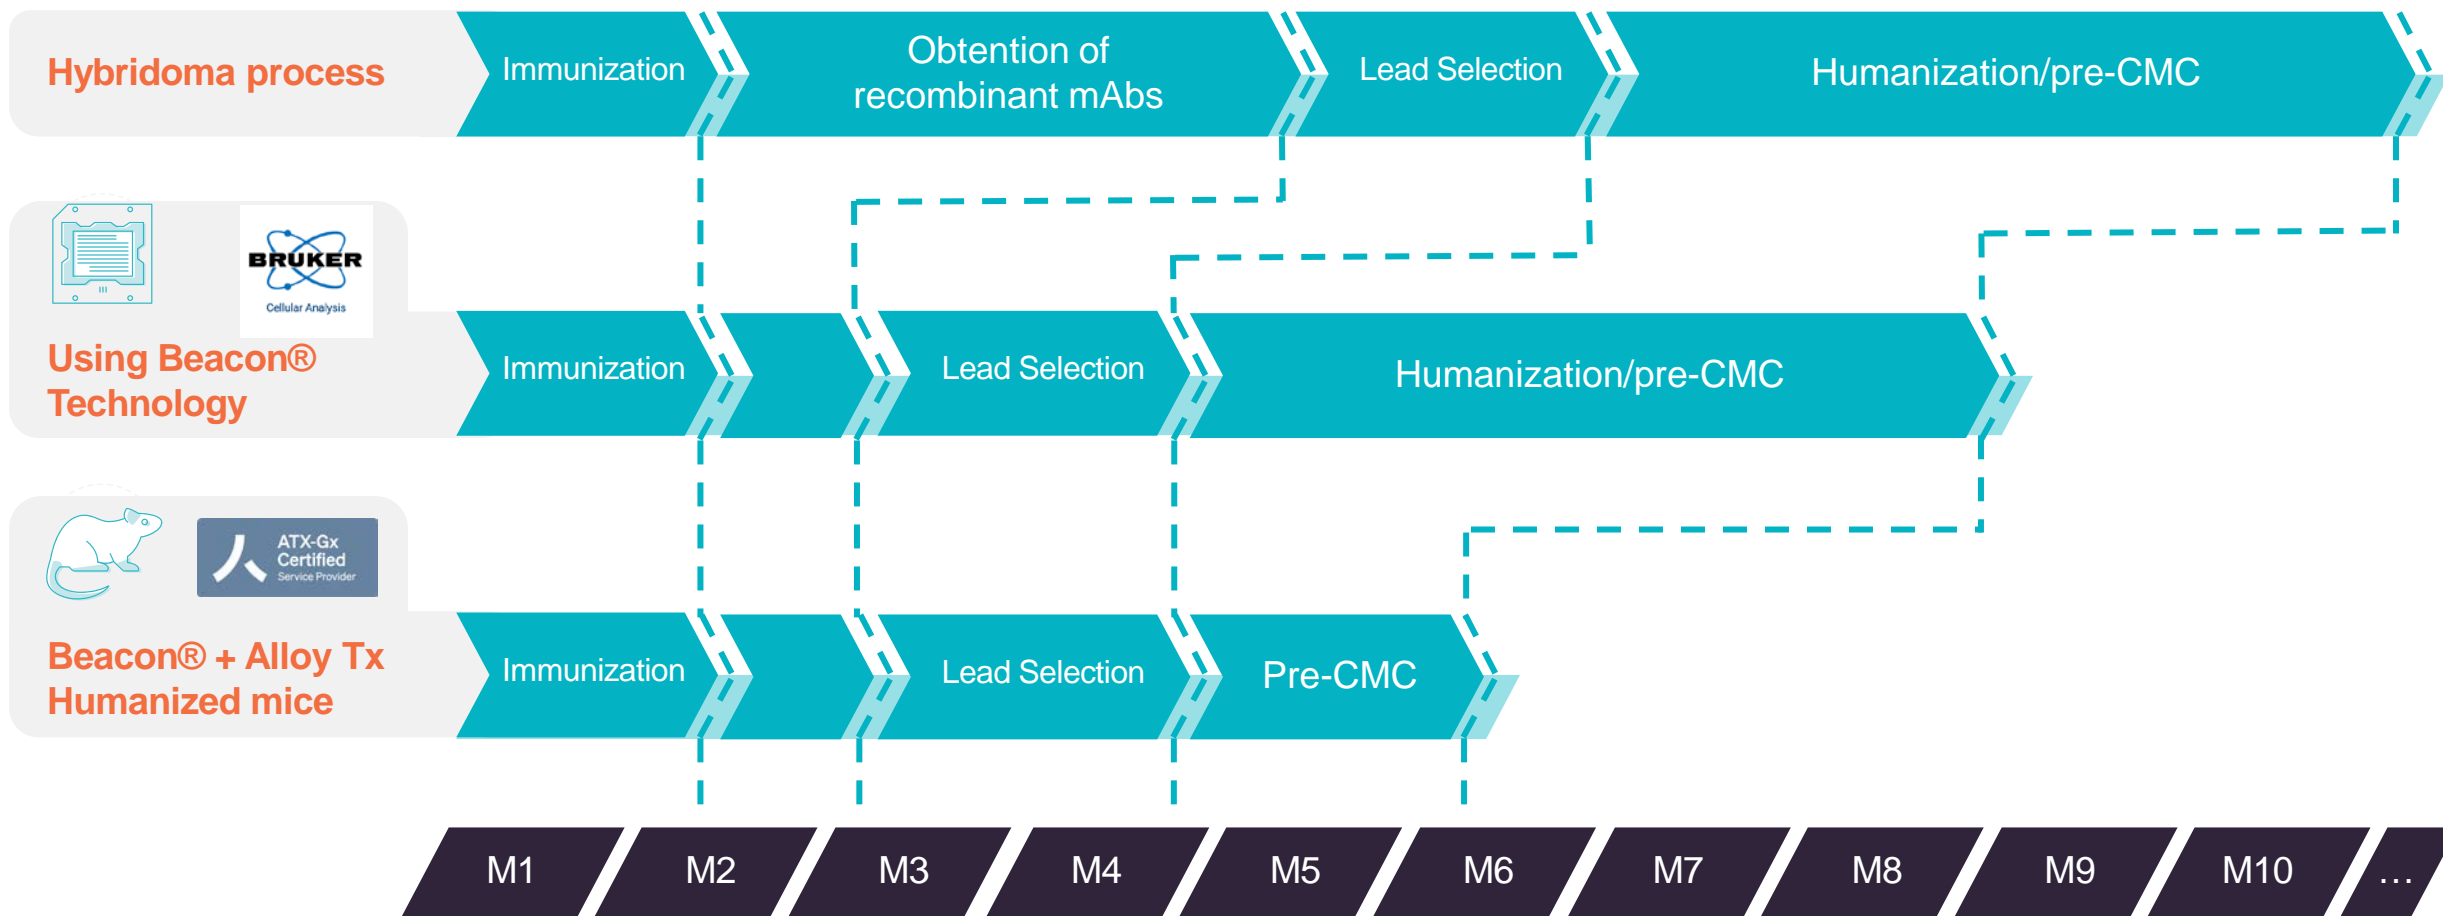 Hybridoma process
Immunization
Obtention of
recombinant mAbs
Lead Selection
Humanization/pre-CMC
BRUKER
Cellular Analysis
Using Beacon®
Technology
Immunization
Lead Selection
Humanization/pre-CMC
ATX-Gx
Certified
Service Provider
Beacon® + Alloy Tx
Humanized mice
Immunization
Lead Selection
Pre-CMC
M1
M2
M3
M4
M5
M6
M7
M8
M9
M10
...